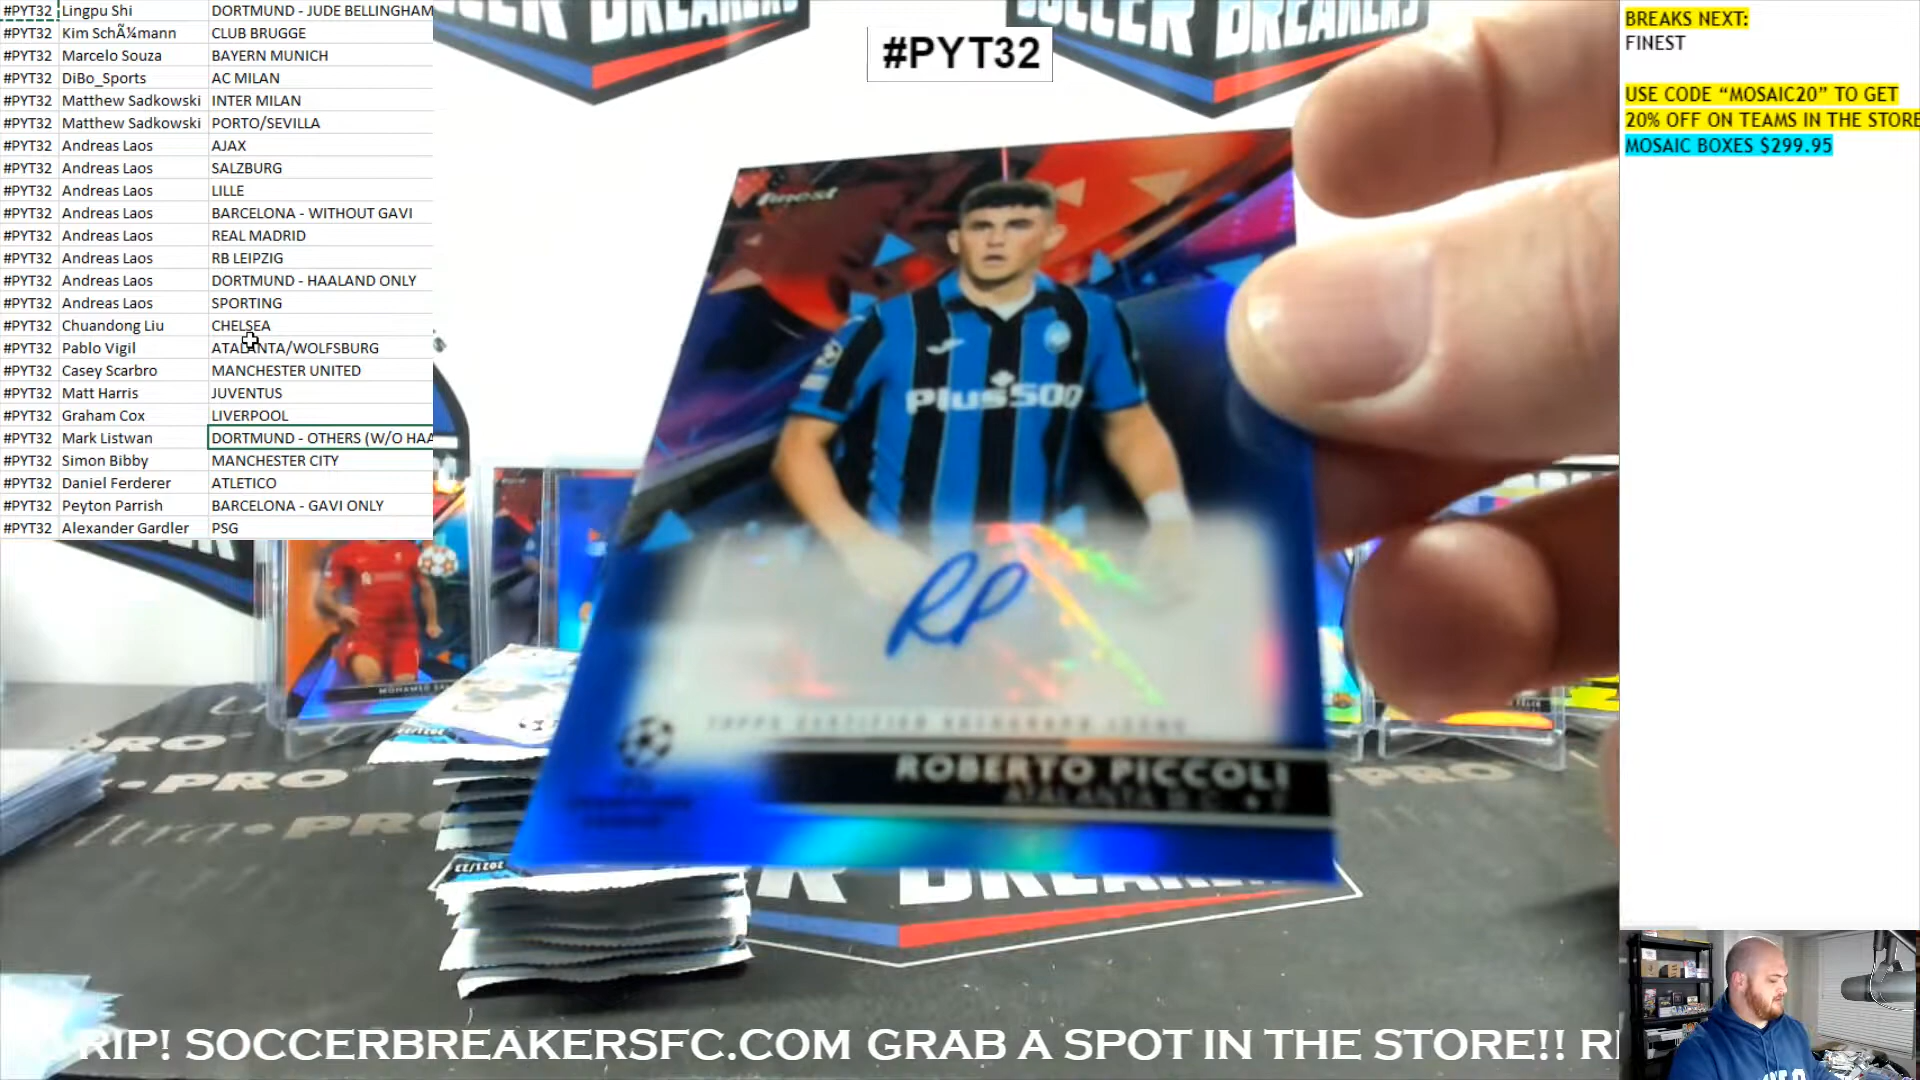 #PYT32 Lingpu Shi DORTMUND - JUDE BELLINGHAM
#PYT32 Kim SchÃ¼mann CLUB BRUGGE
#PYT32 Marcelo Souza BAYERN MUNICH
#PYT32 DiBo_Sports AC MILAN
#PYT32 Matthew Sadkowski INTER MILAN
#PYT32 Matthew Sadkowski PORTO/SEVILLA
#PYT32 Andreas Laos AJAX
#PYT32 Andreas Laos SALZBURG
#PYT32 Andreas Laos LILLE
#PYT32 Andreas Laos BARCELONA - WITHOUT GAVI
#PYT32 Andreas Laos REAL MADRID
#PYT32 Andreas Laos RB LEIPZIG
#PYT32 Andreas Laos DORTMUND - HAALAND ONLY
#PYT32 Andreas Laos SPORTING
#PYT32 Chuandong Liu CHELSEA
#PYT32 Pablo Vigil ATALANTA/WOLFSBURG
#PYT32 Casey Scarbro MANCHESTER UNITED
#PYT32 Matt Harris JUVENTUS
#PYT32 Graham Cox LIVERPOOL
#PYT32 Mark Listwan DORTMUND - OTHERS (W/O HAA
#PYT32 Simon Bibby MANCHESTER CITY
#PYT32 Daniel Ferderer ATLETICO
#PYT32 Peyton Parrish BARCELONA - GAVI ONLY
#PYT32 Alexander Gardler PSG
SOCCER BREAKERS
SOCCER BREAKERS
#PYT32
BREAKS NEXT:
FINEST
USE CODE “MOSAIC20” TO GET
20% OFF ON TEAMS IN THE STORE
MOSAIC BOXES $299.95
finest
Plus500
RP
TOPPS CERTIFIED AUTOGRAPH ISSUE
ROBERTO PICCOLI
ATALANTA B.C. • F
MOHAMED
PRO
PRO
ultra•PRO
2021/22
RIP! SOCCERBREAKERSFC.COM GRAB A SPOT IN THE STORE!! RI